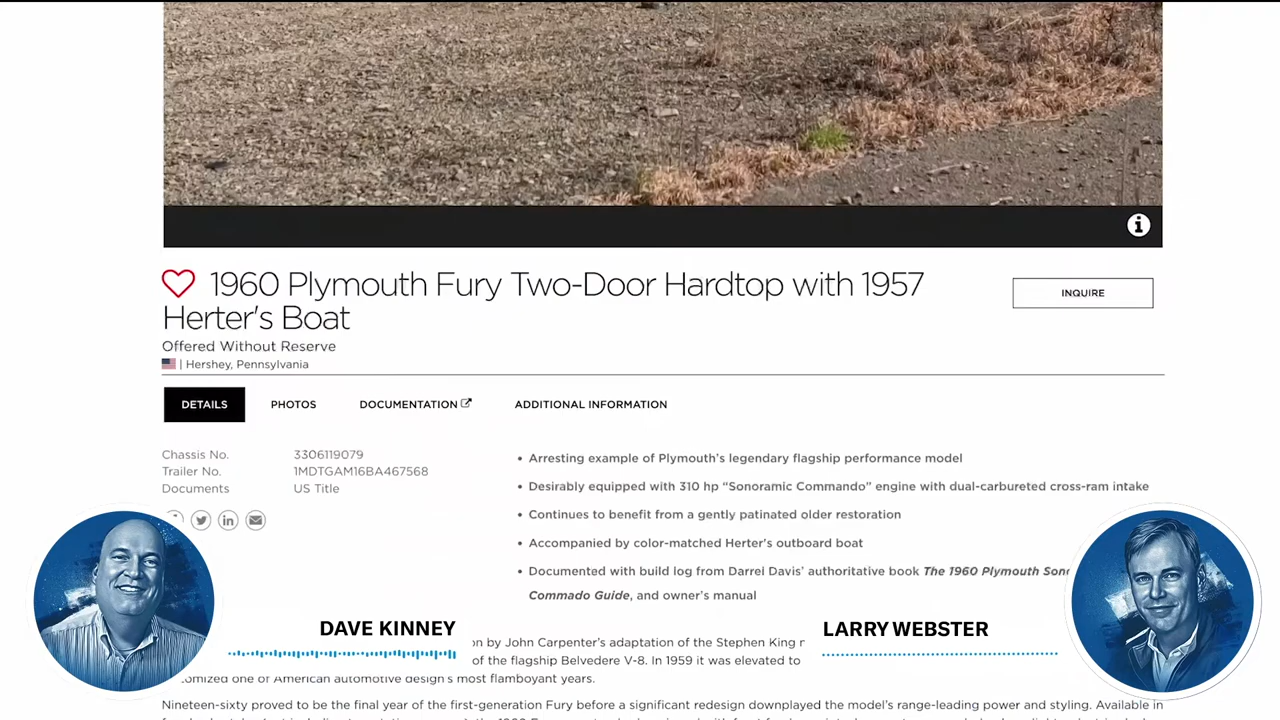 1960 Plymouth Fury Two-Door Hardtop with 1957
Herter's Boat
INQUIRE
Offered Without Reserve
| Hershey, Pennsylvania
DETAILS PHOTOS DOCUMENTATION ADDITIONAL INFORMATION
Chassis No. 3306119079
Trailer No. 1MDTGAM16BA467568
Documents US Title
• Arresting example of Plymouth's legendary flagship performance model
• Desirably equipped with 310 hp "Sonoramic Commando" engine with dual-carbureted cross-ram intake
• Continues to benefit from a gently patinated older restoration
• Accompanied by color-matched Herter's outboard boat
• Documented with build log from Darrel Davis' authoritative book The 1960 Plymouth
Commado Guide, and owner's manual
DAVE KINNEY
LARRY WEBSTER
on by John Carpenter's adaptation of the Stephen King
of the flagship Belvedere V-8. In 1959 it was elevated to
one of American automotive design's most flamboyant years.
Nineteen-sixty proved to be the final year of the first-generation Fury before a significant redesign downplayed the model's range-leading power and styling. Available in